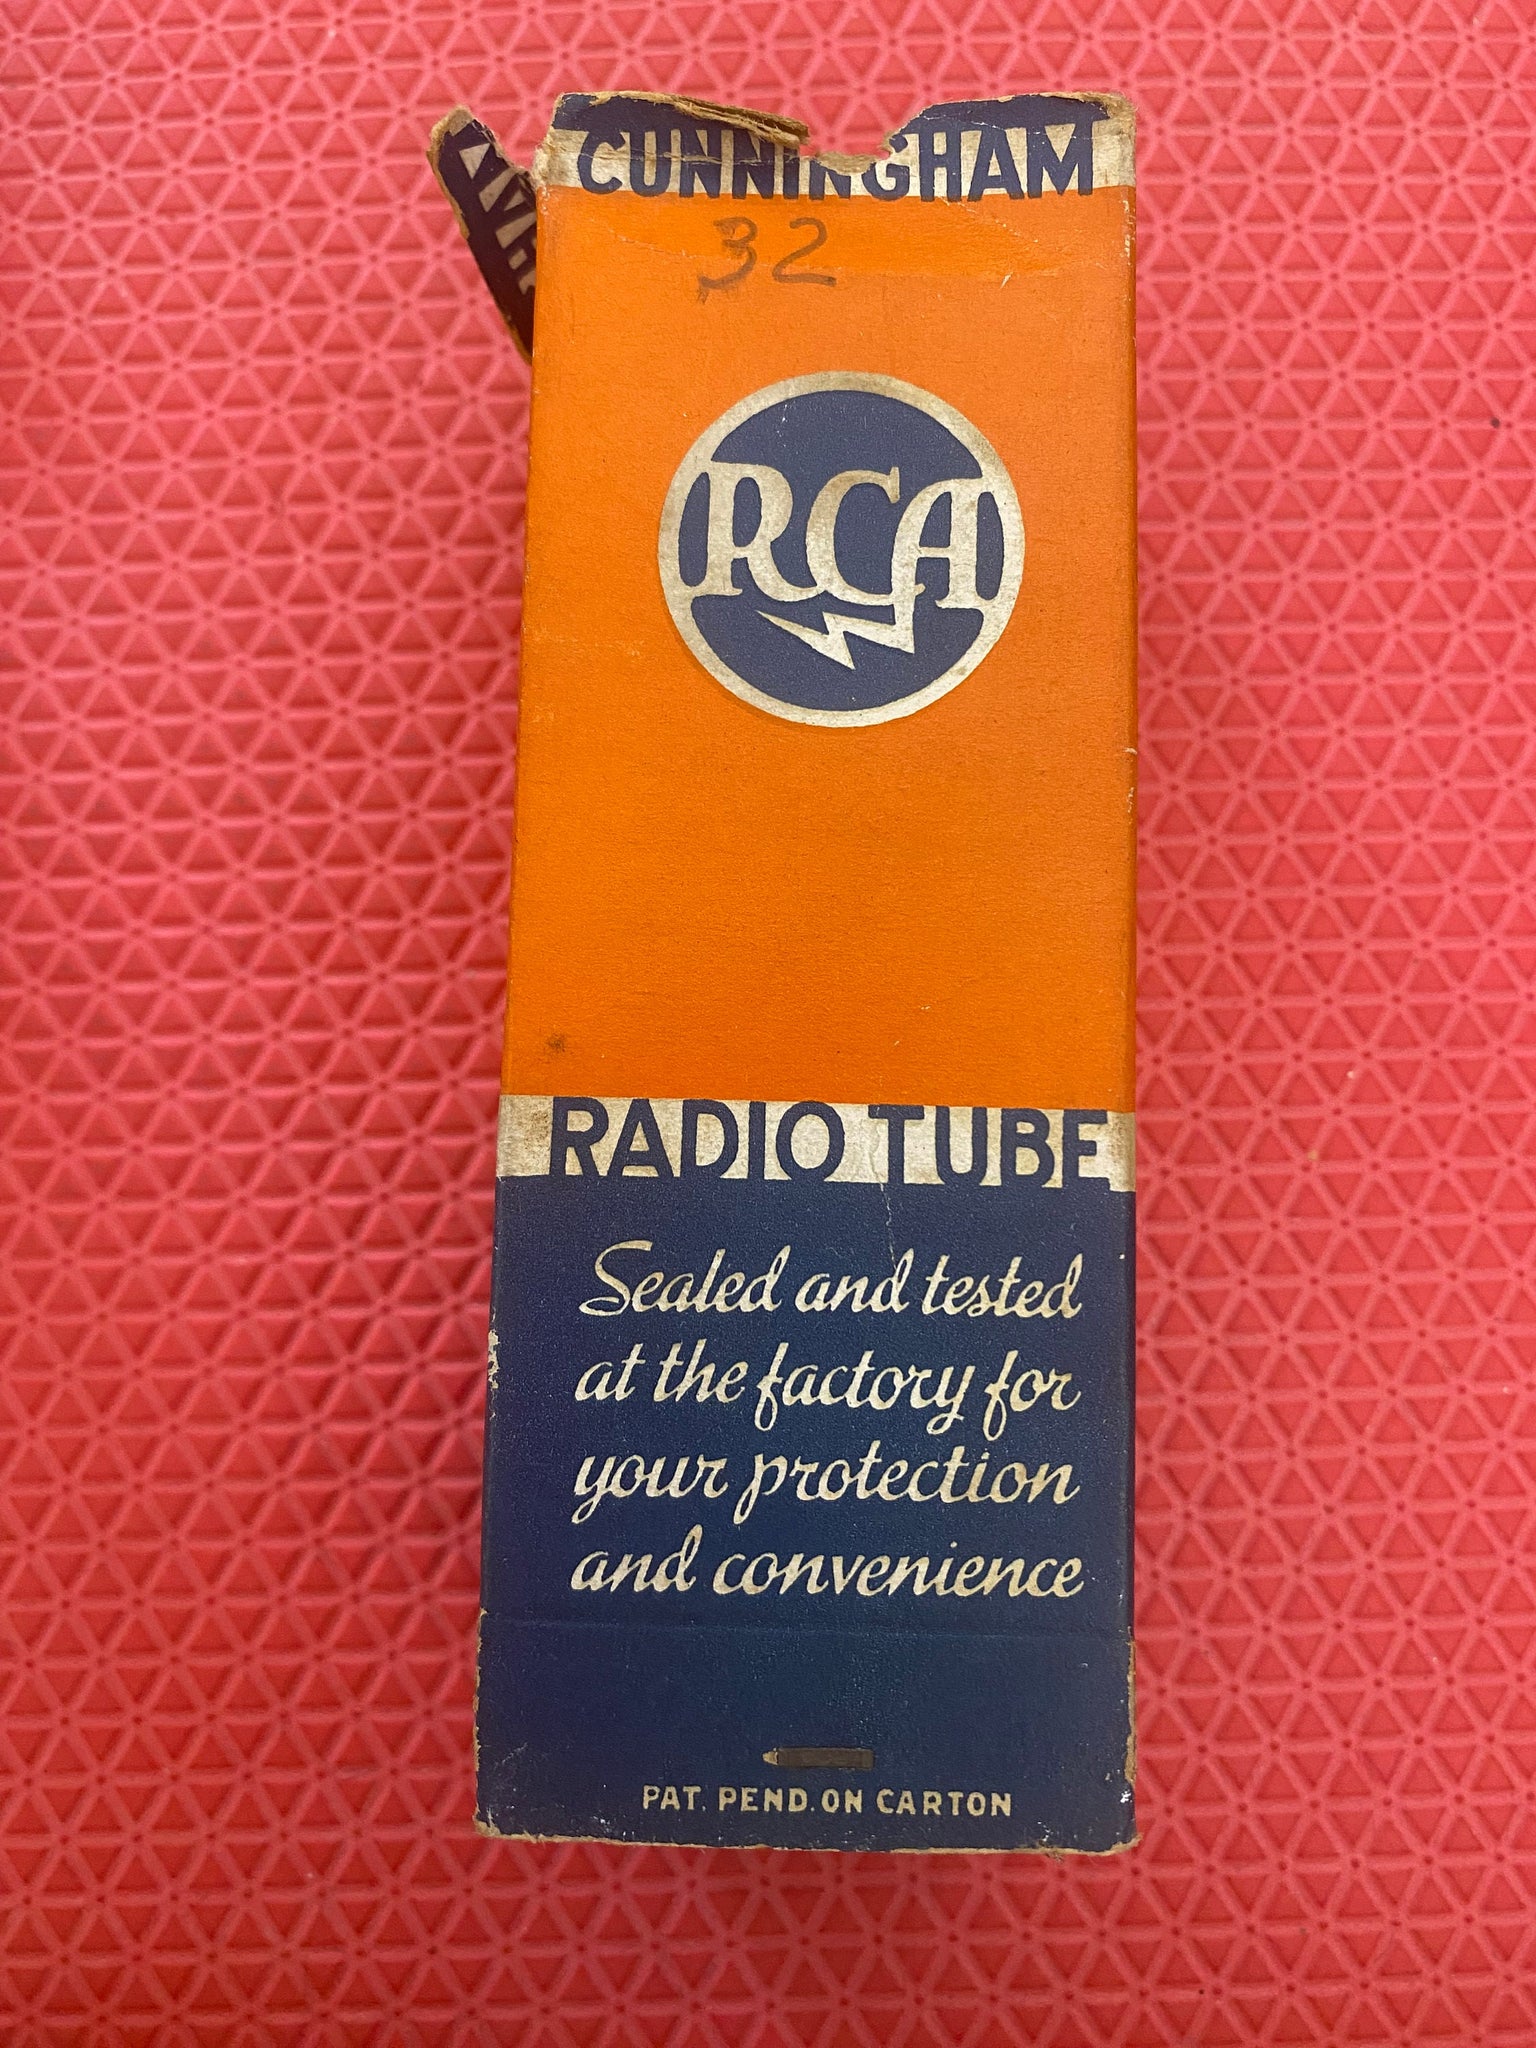 CUNNINGHAM
32
RCA
RADIO TUBE
Sealed and tested
at the factory for
your protection
and convenience
PAT. PEND. ON CARTON